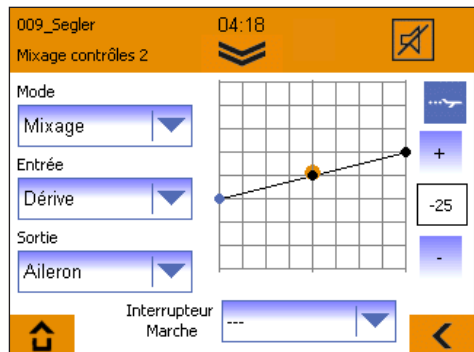 009_Segler
04:18
Mixage contrôles 2
Mode
Mixage
Entrée
Dérive
Sortie
Aileron
+
-25
-
Interrupteur
Marche
---